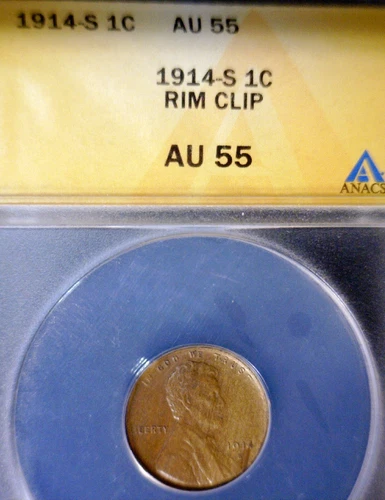 1914-S 1C AU 55
1914-S 1C
RIM CLIP
AU 55
ANACS
LIBERTY
1914